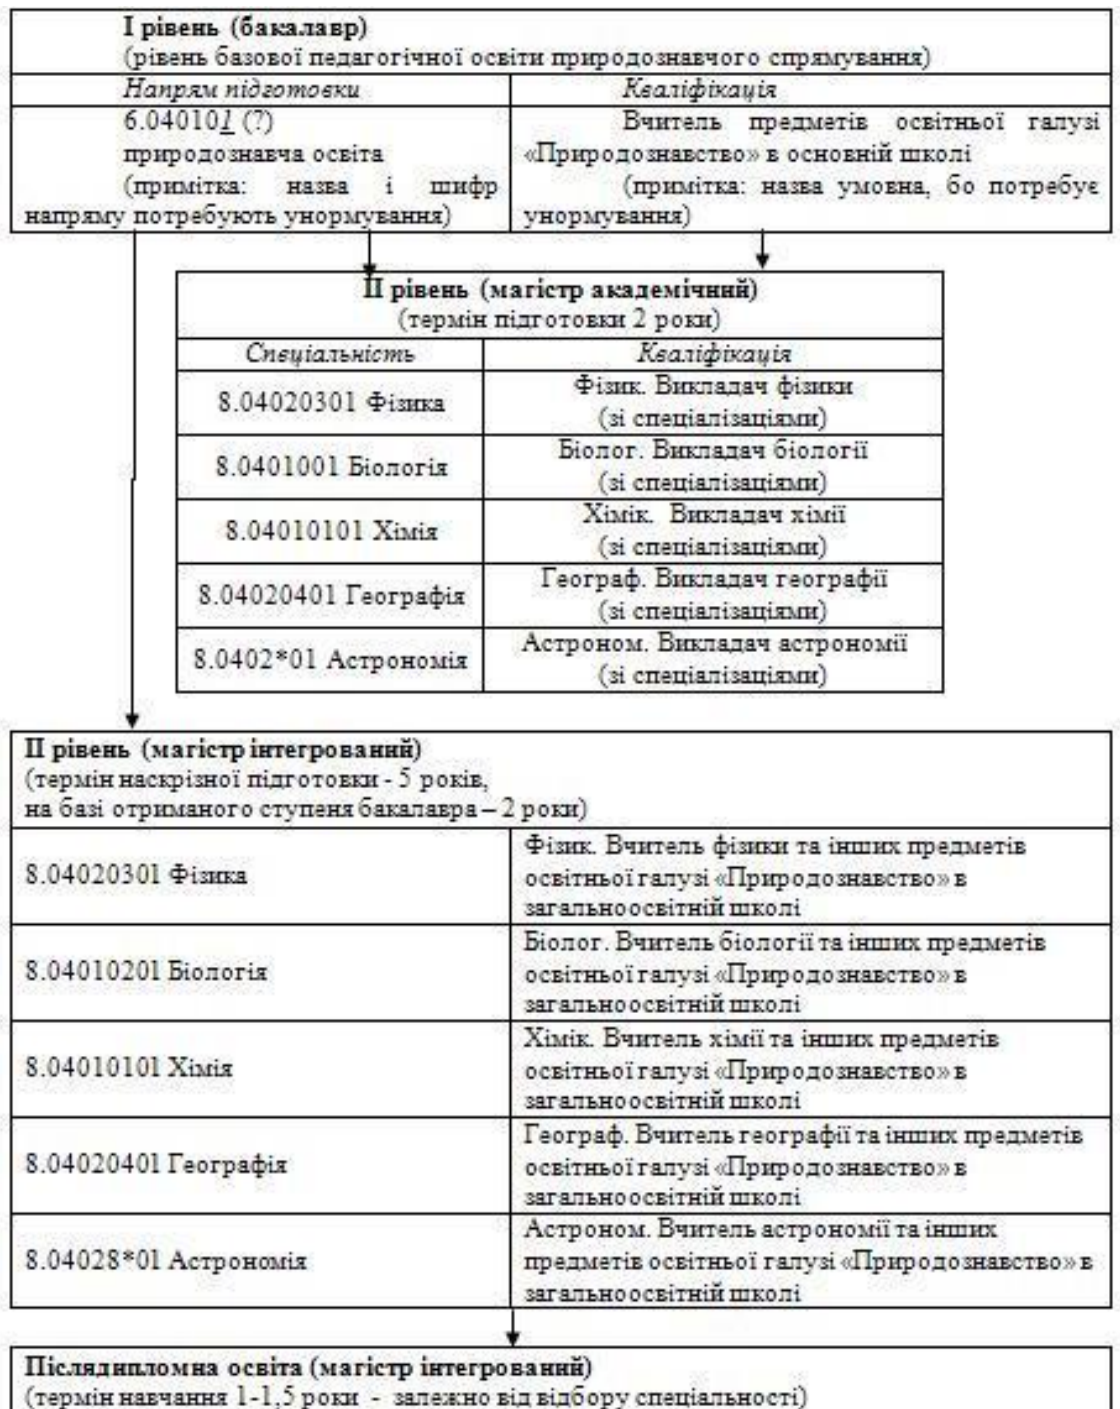 І рівень (бакалавр)
(рівень базової педагогічної освіти природознавчого спрямування)
Напрям підготовки
Кваліфікація
6.040101 (?)
природознавча освіта
(примітка: назва і шифр
напряму потребують унормування)
Вчитель предметів освітньої галузі
«Природознавство» в основній школі
(примітка: назва умовна, бо потребує
унормування)
ІІ рівень (магістр академічний)
(термін підготовки 2 роки)
Спеціальність
Кваліфікація
8.04020301 Фізика
Фізик. Викладач фізики
(зі спеціалізаціями)
8.0401001 Біологія
Біолог. Викладач біології
(зі спеціалізаціями)
8.04010101 Хімія
Хімік. Викладач хімії
(зі спеціалізаціями)
8.04020401 Географія
Географ. Викладач географії
(зі спеціалізаціями)
8.0402*01 Астрономія
Астроном. Викладач астрономії
(зі спеціалізаціями)
ІІ рівень (магістр інтегрований)
(термін наскрізної підготовки - 5 років,
на базі отриманого ступеня бакалавра – 2 роки)
8.04020301 Фізика
Фізик. Вчитель фізики та інших предметів
освітньої галузі «Природознавство» в
загальноосвітній школі
8.04010201 Біологія
Біолог. Вчитель біології та інших предметів
освітньої галузі «Природознавство» в
загальноосвітній школі
8.04010101 Хімія
Хімік. Вчитель хімії та інших предметів
освітньої галузі «Природознавство» в
загальноосвітній школі
8.04020401 Географія
Географ. Вчитель географії та інших предметів
освітньої галузі «Природознавство» в
загальноосвітній школі
8.04028*01 Астрономія
Астроном. Вчитель астрономії та інших
предметів освітньої галузі «Природознавство» в
загальноосвітній школі
Післядипломна освіта (магістр інтегрований)
(термін навчання 1-1,5 роки - залежно від відбору спеціальності)